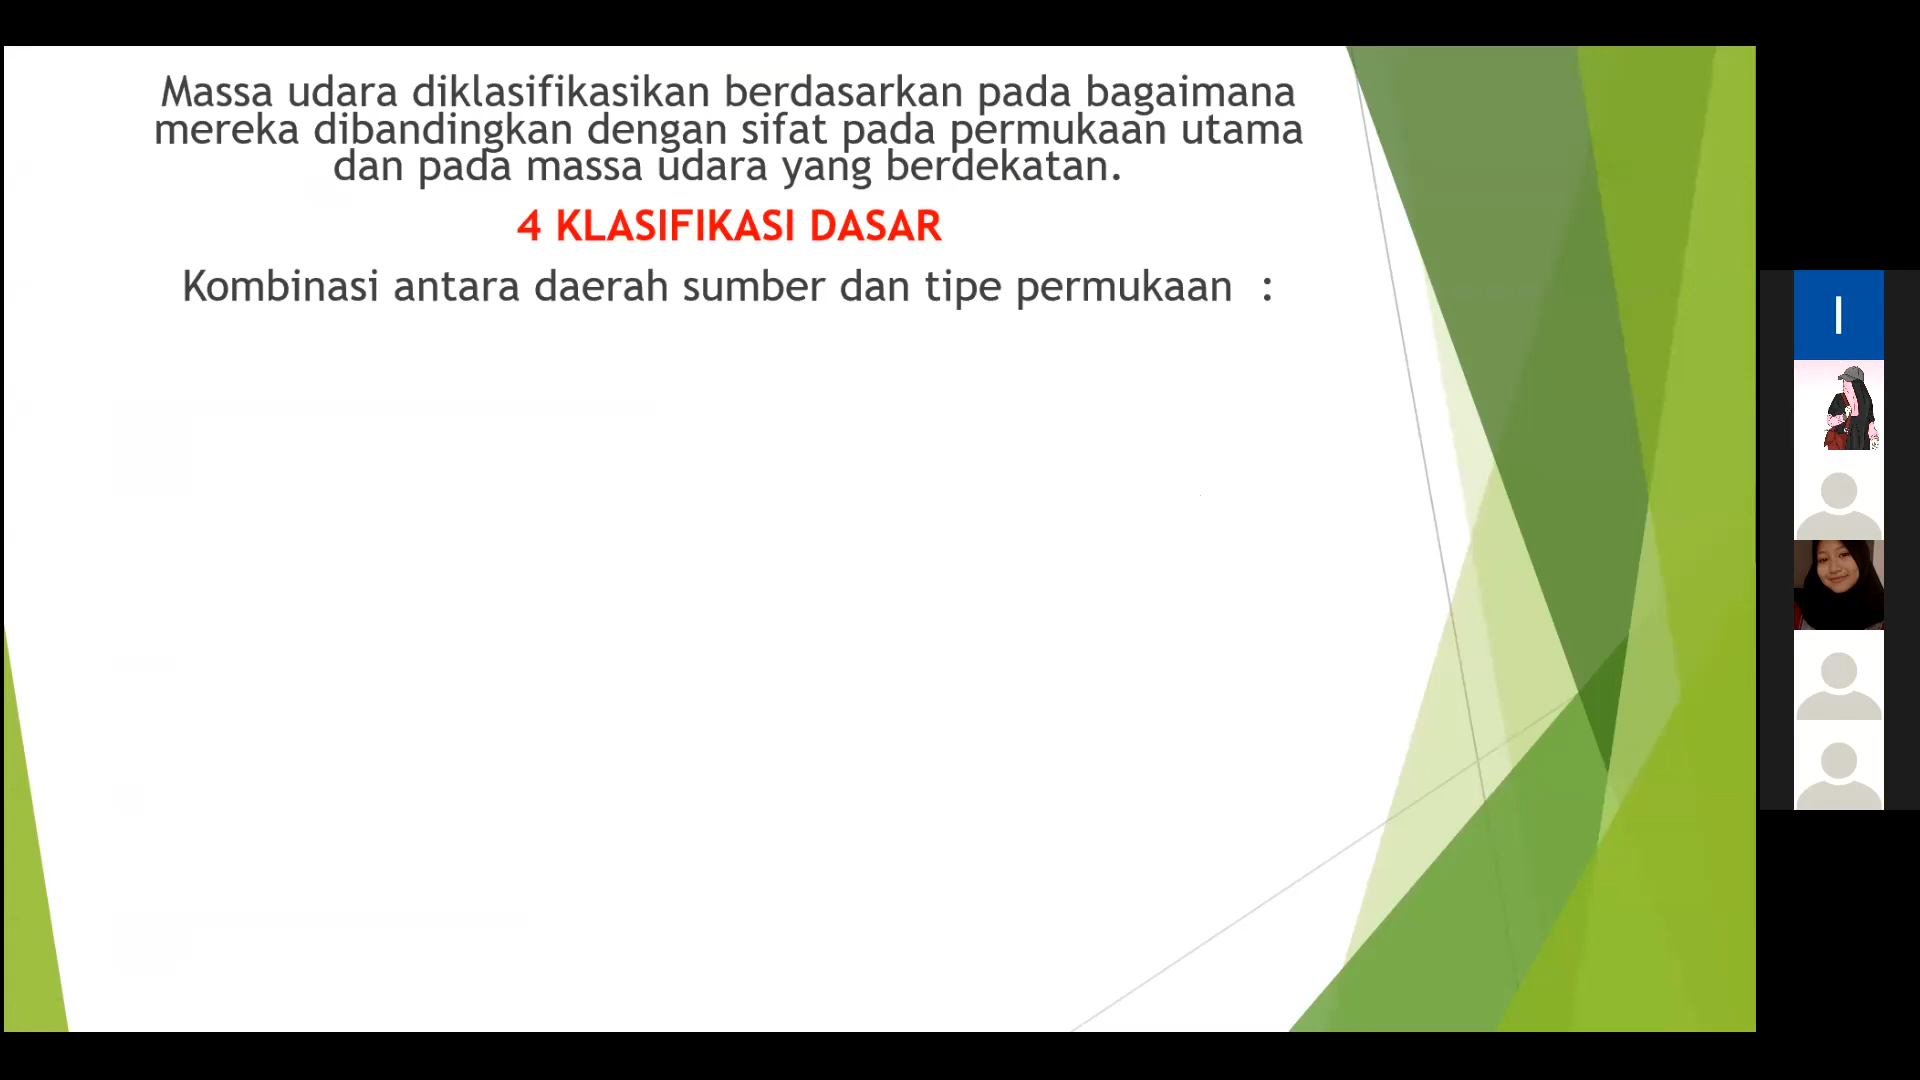 Massa udara diklasifikasikan berdasarkan pada bagaimana
mereka dibandingkan dengan sifat pada permukaan utama
dan pada massa udara yang berdekatan.
4 KLASIFIKASI DASAR
Kombinasi antara daerah sumber dan tipe permukaan :
I